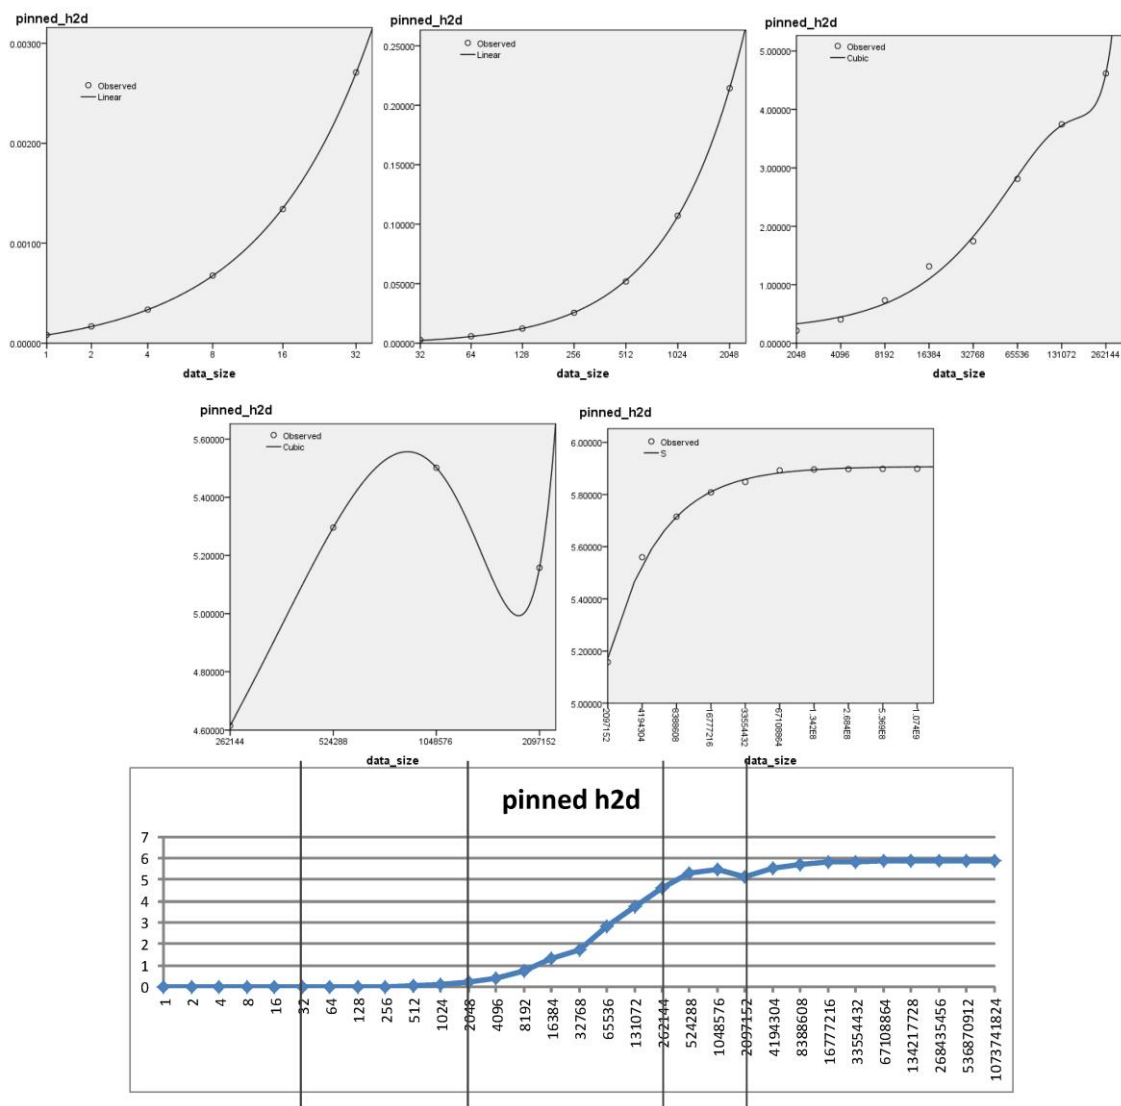 pinned_h2d
0.00300
0.00200
0.00100
0.00000
Observed
Linear
1 2 4 8 16 32
data_size
pinned_h2d
0.25000
0.20000
0.15000
0.10000
0.05000
0.00000
Observed
Linear
32 64 128 256 512 1024 2048
data_size
pinned_h2d
5.00000
4.00000
3.00000
2.00000
1.00000
0.00000
Observed
Cubic
2048 4096 8192 16384 32768 65536 131072 262144
data_size
pinned_h2d
5.60000
5.40000
5.20000
5.00000
4.80000
4.60000
Observed
Cubic
262144 524288 1048576 2097152
data_size
pinned_h2d
6.00000
5.80000
5.60000
5.40000
5.20000
5.00000
Observed
S
2097152 4194304 8388608 16777216 33554432 67108864 1.342E8 2.684E8 5.369E8 1.074E9
data_size
pinned h2d
7
6
5
4
3
2
1
0
1 2 4 8 16 32 64 128 256 512 1024 2048 4096 8192 16384 32768 65536 131072 262144 524288 1048576 2097152 4194304 8388608 16777216 33554432 67108864 134217728 268435456 536870912 1073741824